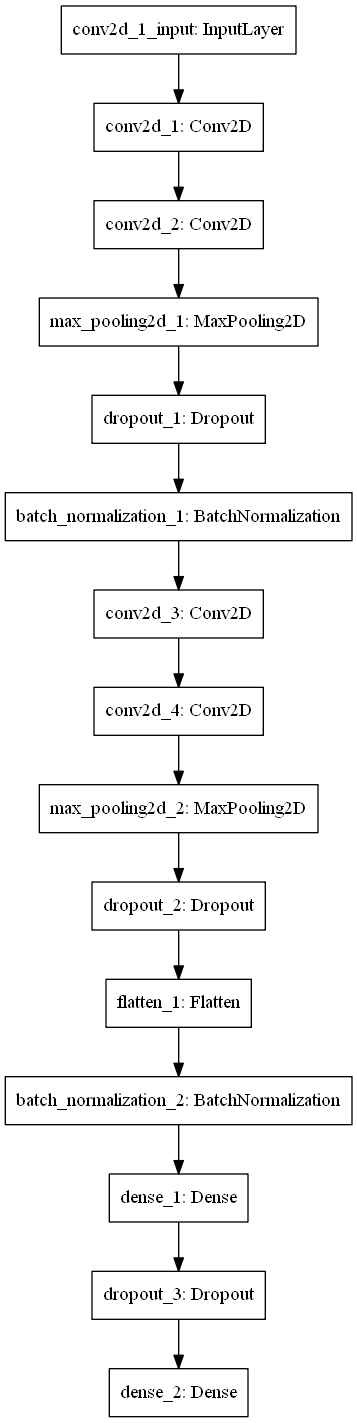 conv2d_1_input: InputLayer
conv2d_1: Conv2D
conv2d_2: Conv2D
max_pooling2d_1: MaxPooling2D
dropout_1: Dropout
batch_normalization_1: BatchNormalization
conv2d_3: Conv2D
conv2d_4: Conv2D
max_pooling2d_2: MaxPooling2D
dropout_2: Dropout
flatten_1: Flatten
batch_normalization_2: BatchNormalization
dense_1: Dense
dropout_3: Dropout
dense_2: Dense